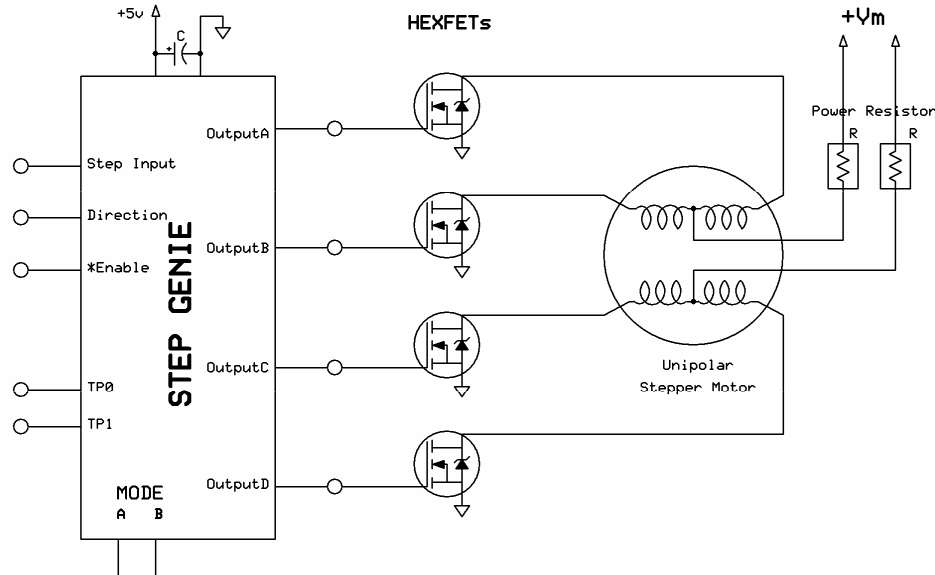 +5v
C
HEXFETs
+Vm
Power Resistor
R
R
OutputA
Step Input
Direction
*Enable
STEP GENIE
OutputB
OutputC
Unipolar
Stepper Motor
TP0
TP1
OutputD
MODE
A B